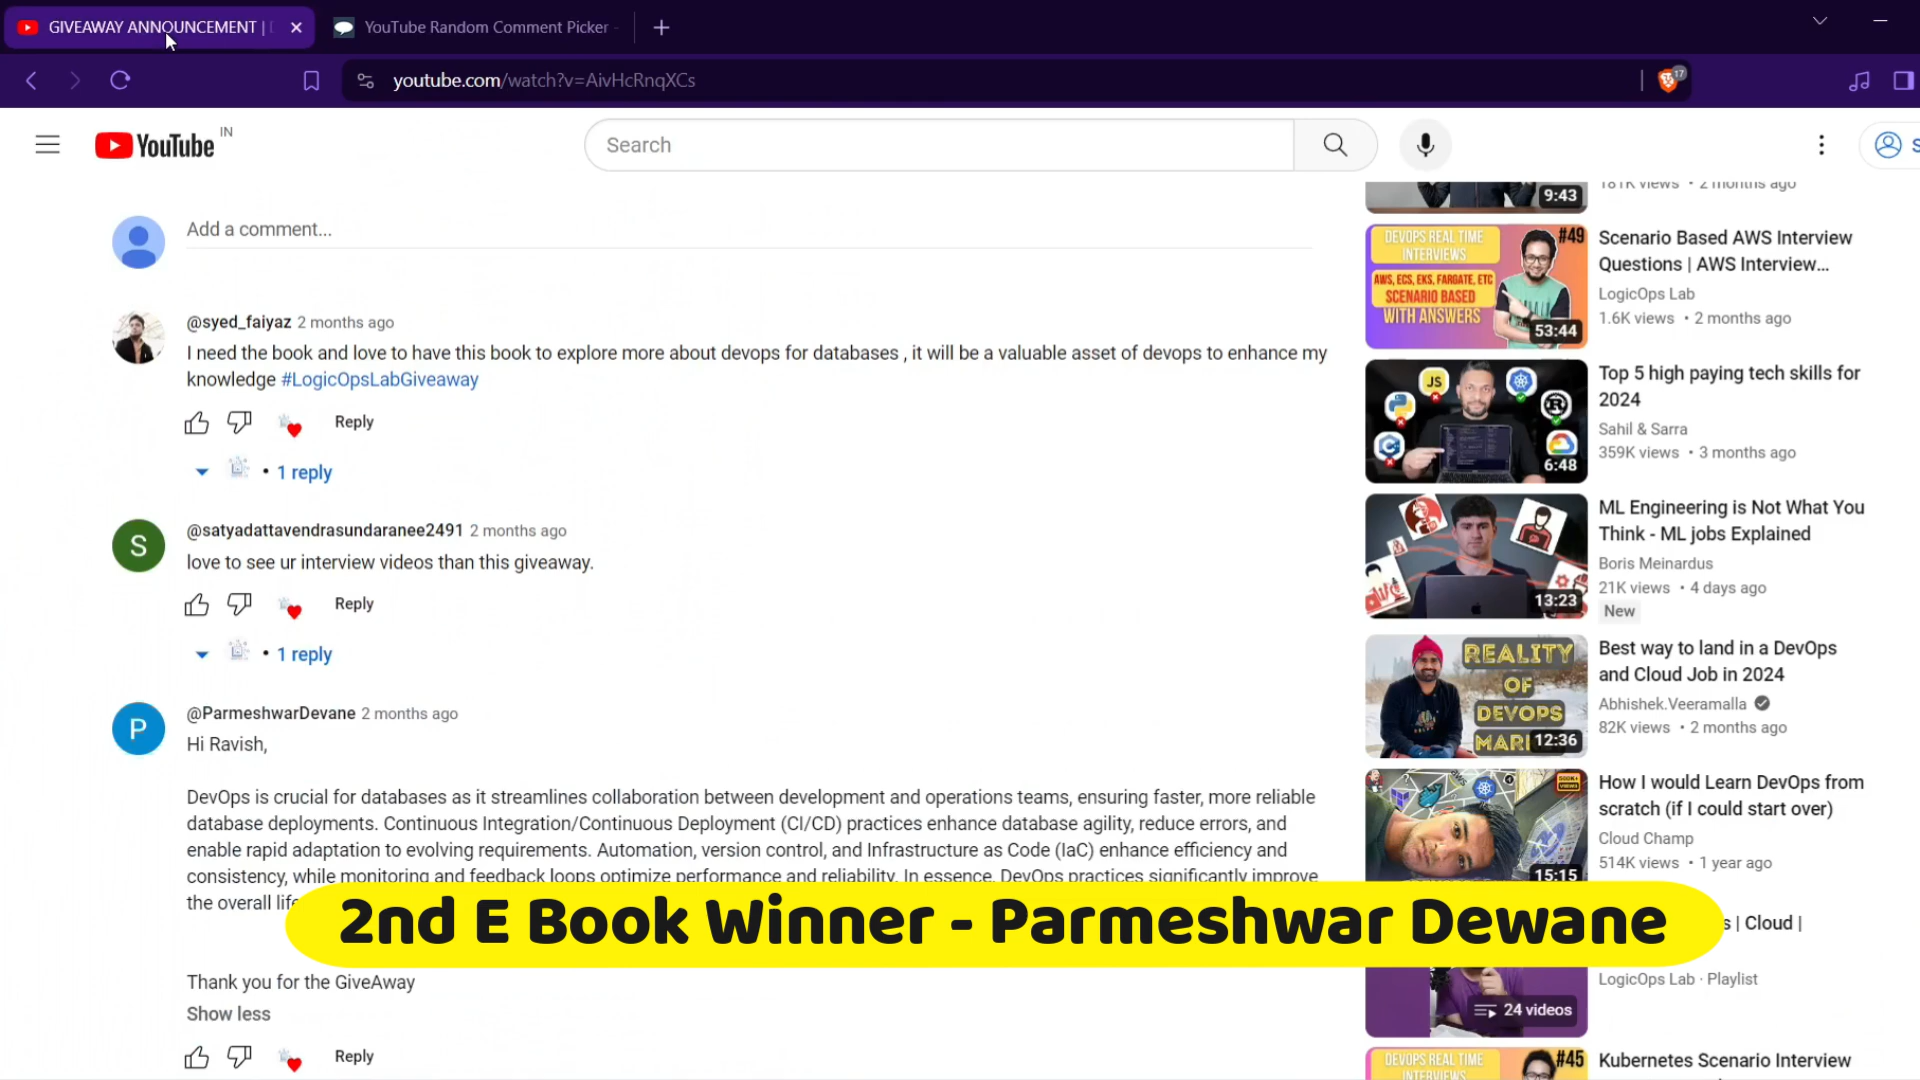 GIVEAWAY ANNOUNCEMENT |
YouTube Random Comment Picker -
youtube.com/watch?v=AivHcRnqXCs
17
YouTube
IN
Search
S
Add a comment...
@syed_faiyaz 2 months ago
I need the book and love to have this book to explore more about devops for databases , it will be a valuable asset of devops to enhance my
knowledge #LogicOpsLabGiveaway
Reply
• 1 reply
@satyadattavendrasundaranee2491 2 months ago
love to see ur interview videos than this giveaway.
Reply
• 1 reply
S
@ParmeshwarDevane 2 months ago
P
Hi Ravish,
DevOps is crucial for databases as it streamlines collaboration between development and operations teams, ensuring faster, more reliable
database deployments. Continuous Integration/Continuous Deployment (CI/CD) practices enhance database agility, reduce errors, and
enable rapid adaptation to evolving requirements. Automation, version control, and Infrastructure as Code (IaC) enhance efficiency and
consistency, while monitoring and feedback loops optimize performance and reliability. In essence, DevOps practices significantly improve
the overall
2nd E Book Winner - Parmeshwar Dewane
Thank you for the GiveAway
Show less
Reply
9:43
181K views • 2 months ago
DEVOPS REAL TIME
INTERVIEWS
#49
AWS, ECS, EKS, FARGATE, ETC
SCENARIO BASED
WITH ANSWERS
53:44
Scenario Based AWS Interview
Questions | AWS Interview...
LogicOps Lab
1.6K views • 2 months ago
JS
6:48
Top 5 high paying tech skills for
2024
Sahil & Sarra
359K views • 3 months ago
13:23
ML Engineering is Not What You
Think - ML jobs Explained
Boris Meinardus
21K views • 4 days ago
New
REALITY
OF
DEVOPS
12:36
Best way to land in a DevOps
and Cloud Job in 2024
Abhishek.Veeramalla
82K views • 2 months ago
15:15
How I would Learn DevOps from
scratch (if I could start over)
Cloud Champ
514K views • 1 year ago
| Cloud |
LogicOps Lab · Playlist
24 videos
DEVOPS REAL TIME
INTERVIEWS
#45
Kubernetes Scenario Interview